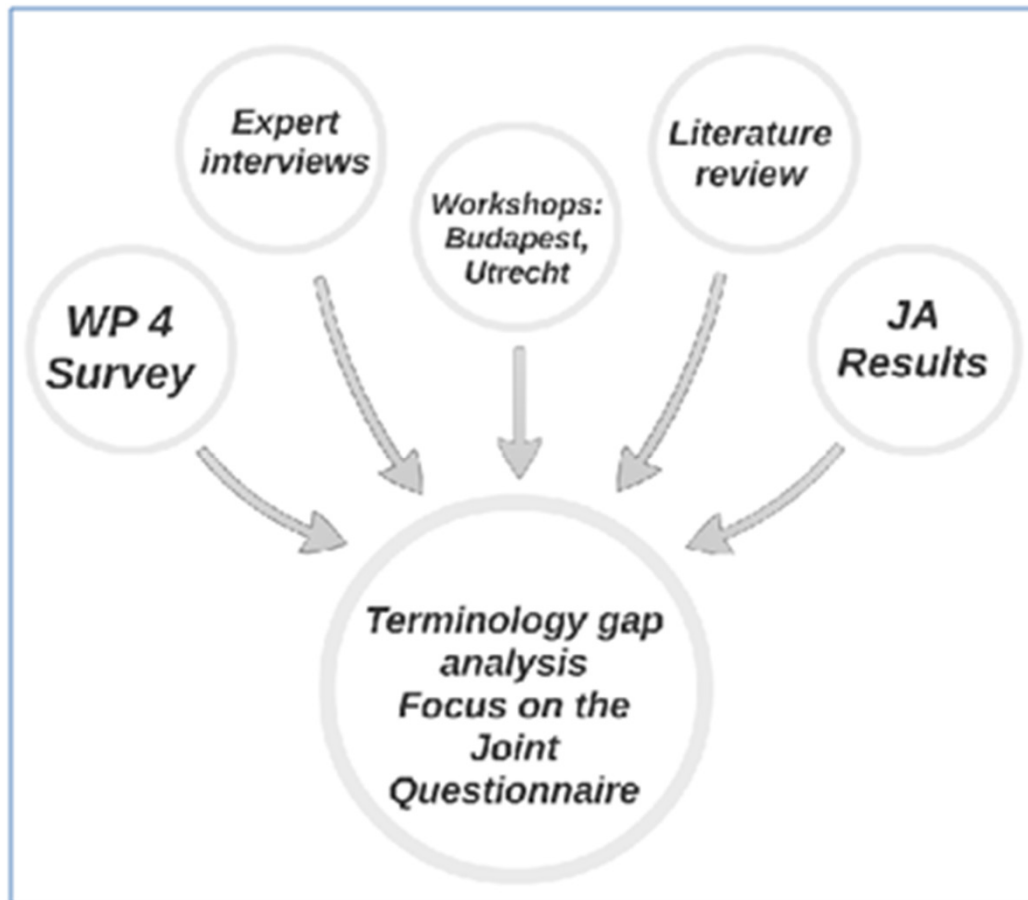 Expert
interviews
Literature
review
Workshops:
Budapest,
Utrecht
WP 4
Survey
JA
Results
Terminology gap
analysis
Focus on the
Joint
Questionnaire